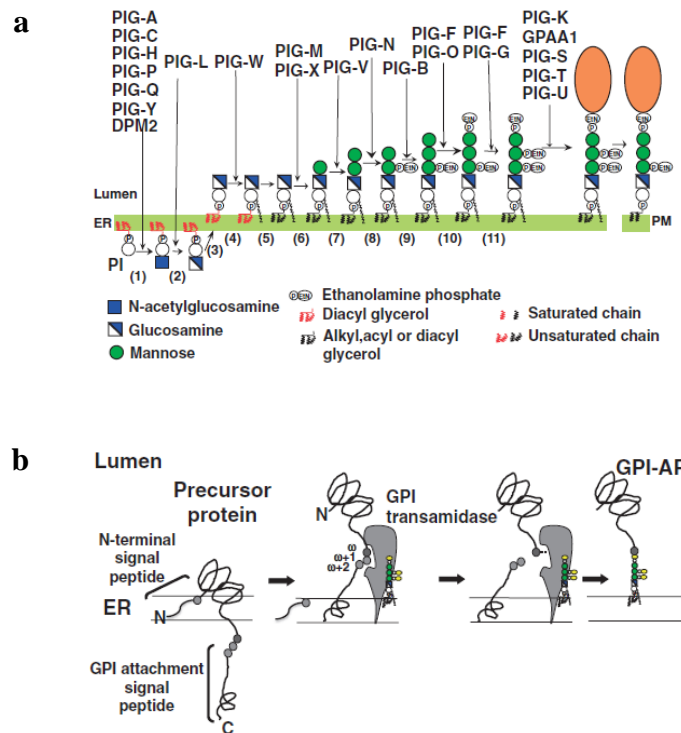 a
PIG-A
PIG-C
PIG-H
PIG-P
PIG-Q
PIG-Y
DPM2
PIG-L
PIG-W
PIG-M
PIG-X
PIG-V
PIG-N
PIG-B
PIG-F
PIG-O
PIG-F
PIG-G
PIG-K
GPAA1
PIG-S
PIG-T
PIG-U
Lumen
ER
PI
PM
(1)
(2)
(3)
(4)
(5)
(6)
(7)
(8)
(9)
(10)
(11)
N-acetylglucosamine
Glucosamine
Mannose
Ethanolamine phosphate
Diacyl glycerol
Alkyl,acyl or diacyl
glycerol
Saturated chain
Unsaturated chain
b
Lumen
Precursor
protein
N-terminal
signal
peptide
ER
N
GPI attachment
signal
peptide
C
N
ω
ω+1
ω+2
GPI
transamidase
GPI-AP